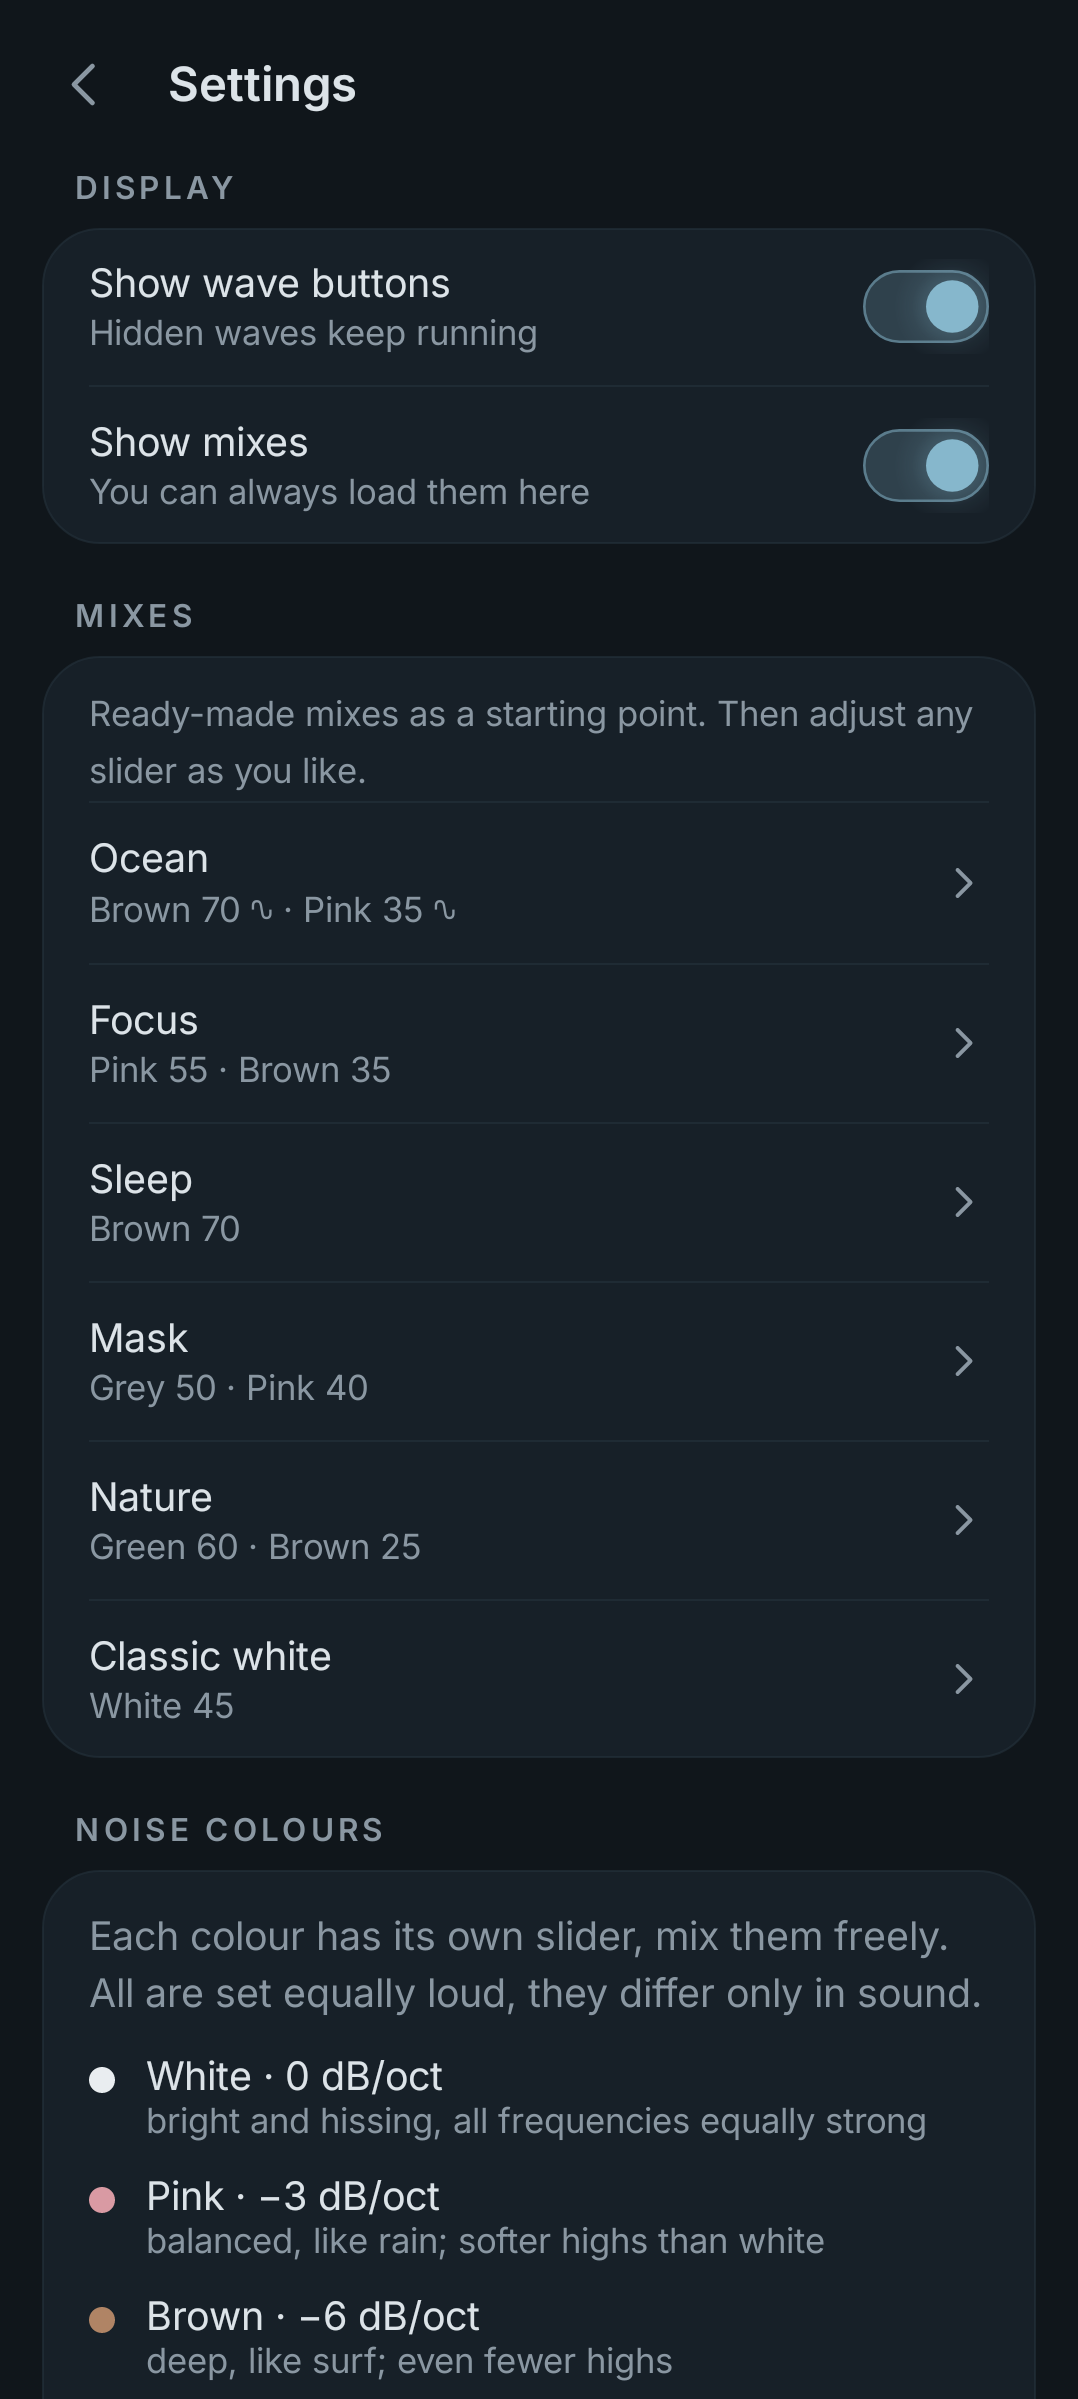 Settings
DISPLAY
Show wave buttons
Hidden waves keep running
Show mixes
You can always load them here
MIXES
Ready-made mixes as a starting point. Then adjust any
slider as you like.
Ocean
Brown 70 ∿ · Pink 35 ∿
Focus
Pink 55 · Brown 35
Sleep
Brown 70
Mask
Grey 50 · Pink 40
Nature
Green 60 · Brown 25
Classic white
White 45
NOISE COLOURS
Each colour has its own slider, mix them freely.
All are set equally loud, they differ only in sound.
White · 0 dB/oct
bright and hissing, all frequencies equally strong
Pink · −3 dB/oct
balanced, like rain; softer highs than white
Brown · −6 dB/oct
deep, like surf; even fewer highs